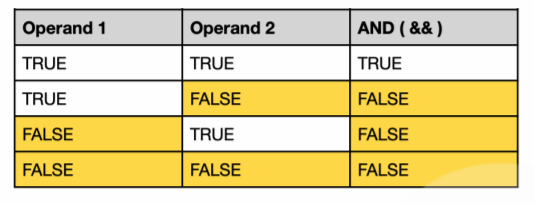 Operand 1 Operand 2 AND ( && )
TRUE TRUE TRUE
TRUE FALSE FALSE
FALSE TRUE FALSE
FALSE FALSE FALSE